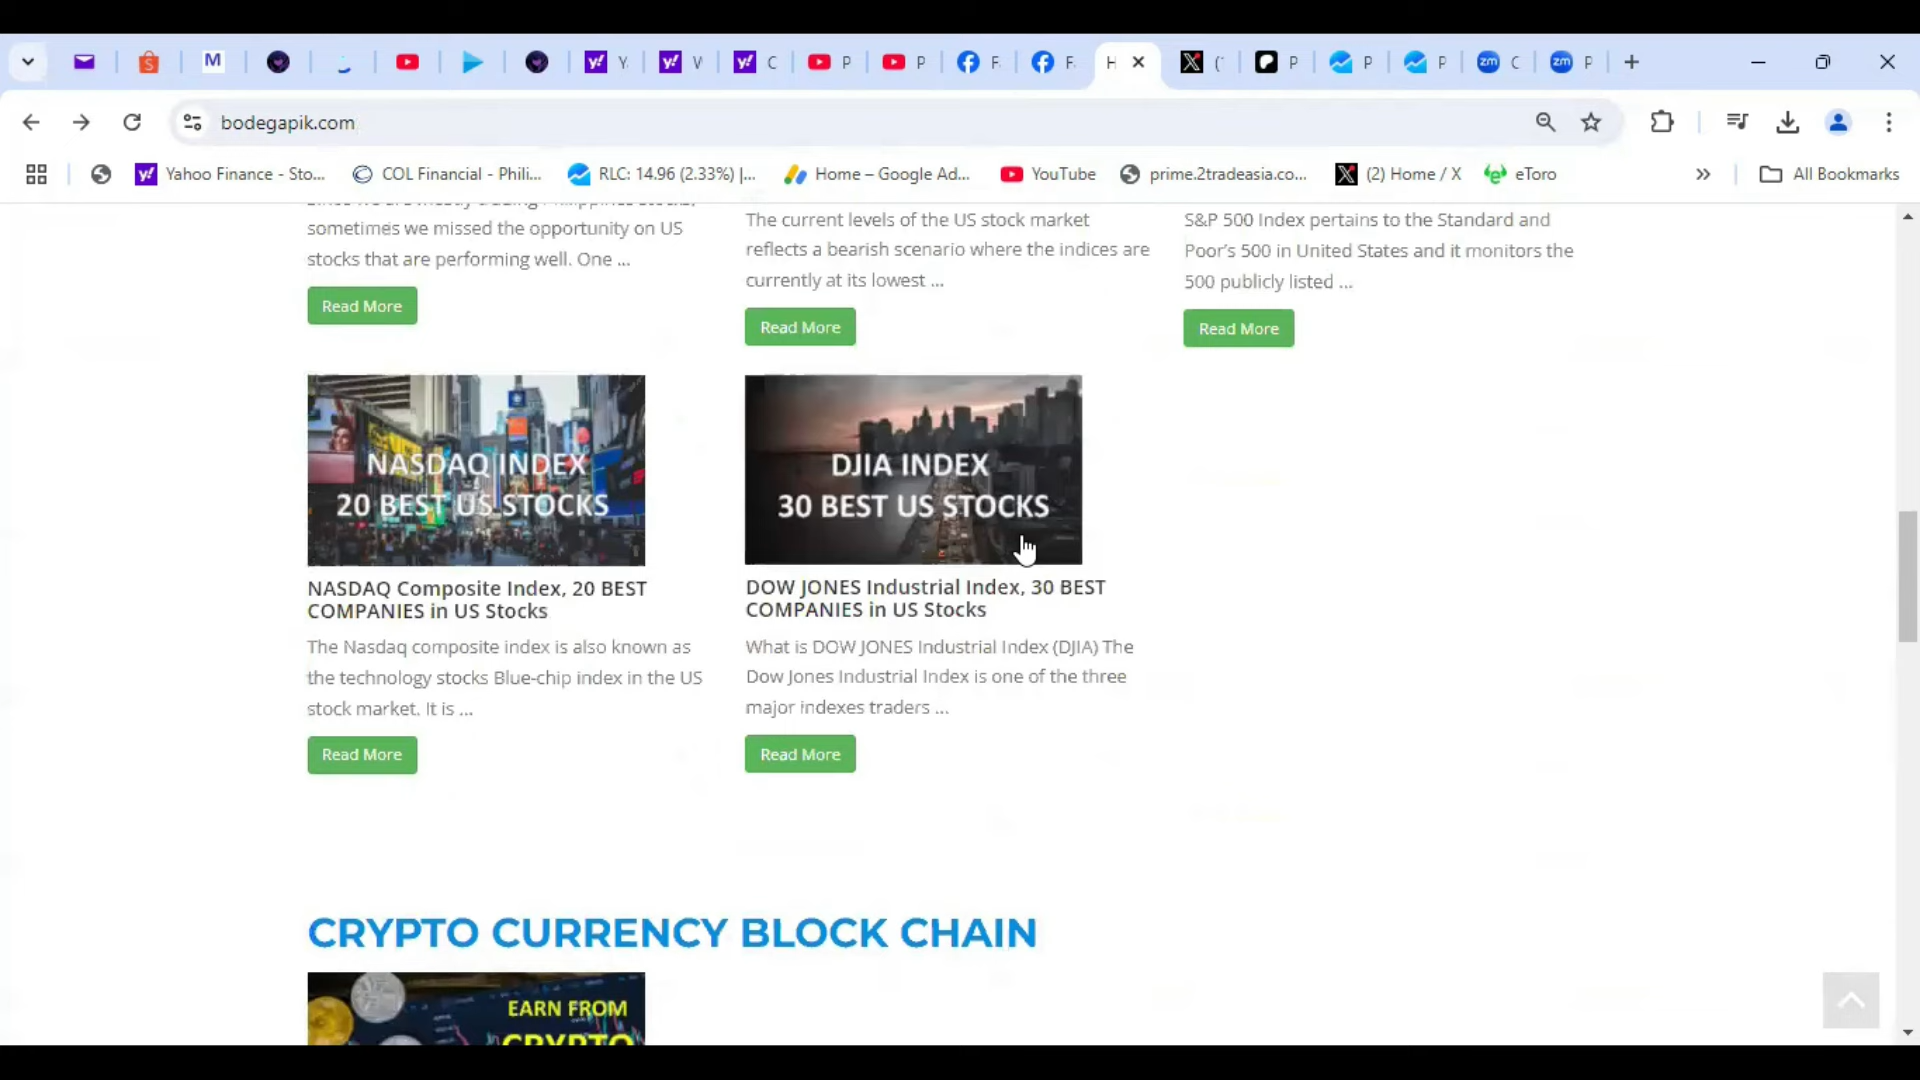 M
Y
V
C
P
P
F
F
H
(
P
P
P
zm
C
zm
P
bodegapik.com
Yahoo Finance - Sto...
COL Financial - Phili...
RLC: 14.96 (2.33%) |...
Home – Google Ad...
YouTube
prime.2tradeasia.co...
(2) Home / X
eToro
»
All Bookmarks
sometimes we missed the opportunity on US
stocks that are performing well. One ...
Read More
The current levels of the US stock market
reflects a bearish scenario where the indices are
currently at its lowest ...
Read More
S&P 500 Index pertains to the Standard and
Poor's 500 in United States and it monitors the
500 publicly listed ...
Read More
NASDAQ INDEX
20 BEST US STOCKS
NASDAQ Composite Index, 20 BEST
COMPANIES in US Stocks
The Nasdaq composite index is also known as
the technology stocks Blue-chip index in the US
stock market. It is ...
Read More
DJIA INDEX
30 BEST US STOCKS
DOW JONES Industrial Index, 30 BEST
COMPANIES in US Stocks
What is DOW JONES Industrial Index (DJIA) The
Dow Jones Industrial Index is one of the three
major indexes traders ...
Read More
CRYPTO CURRENCY BLOCK CHAIN
EARN FROM
CRYPTO